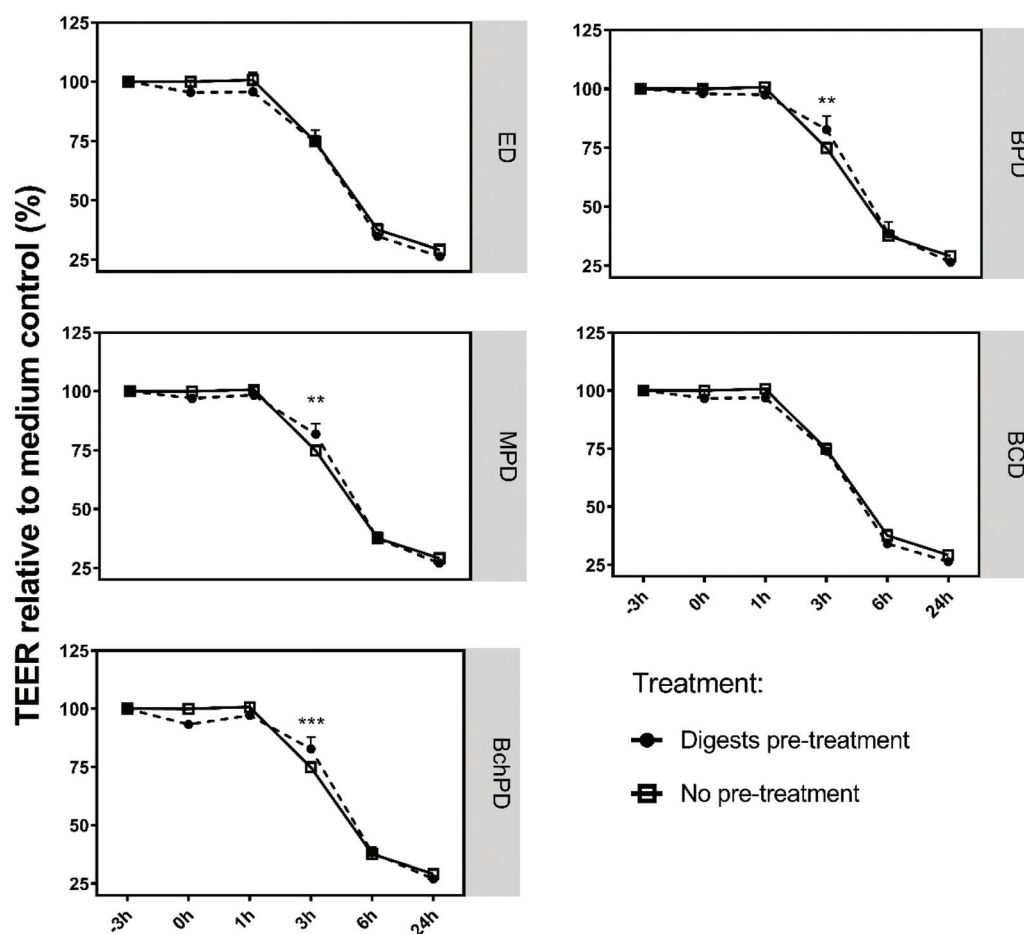 TEER relative to medium control (%)
125
100
75
50
25
ED
125
100
75
50
25
**
BPD
125
100
75
50
25
**
MPD
125
100
75
50
25
BCD
-3h
0h
1h
3h
6h
24h
125
100
75
50
25
***
BchPD
-3h
0h
1h
3h
6h
24h
Treatment:
Digests pre-treatment
No pre-treatment